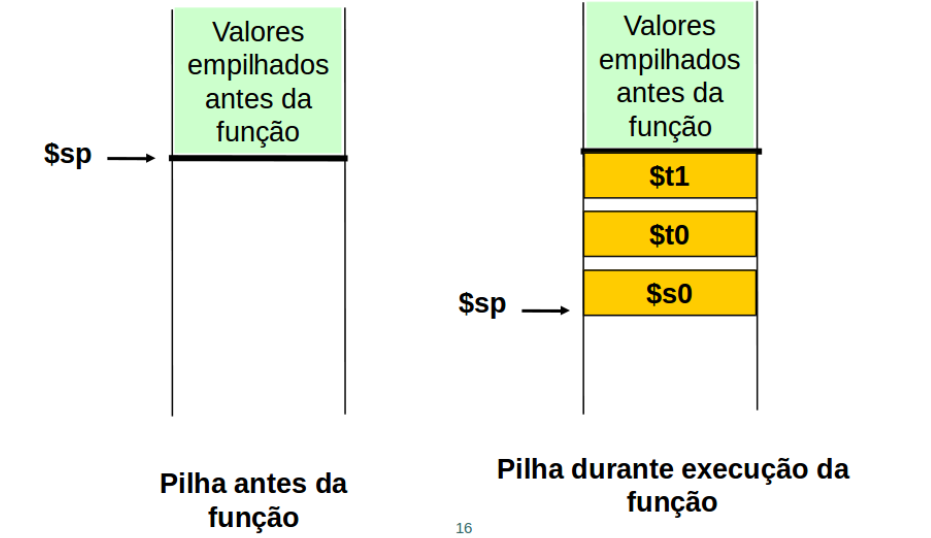 Valores
empilhados
antes da
função
$sp
Pilha antes da
função
Valores
empilhados
antes da
função
$t1
$t0
$s0
$sp
Pilha durante execução da
função
16